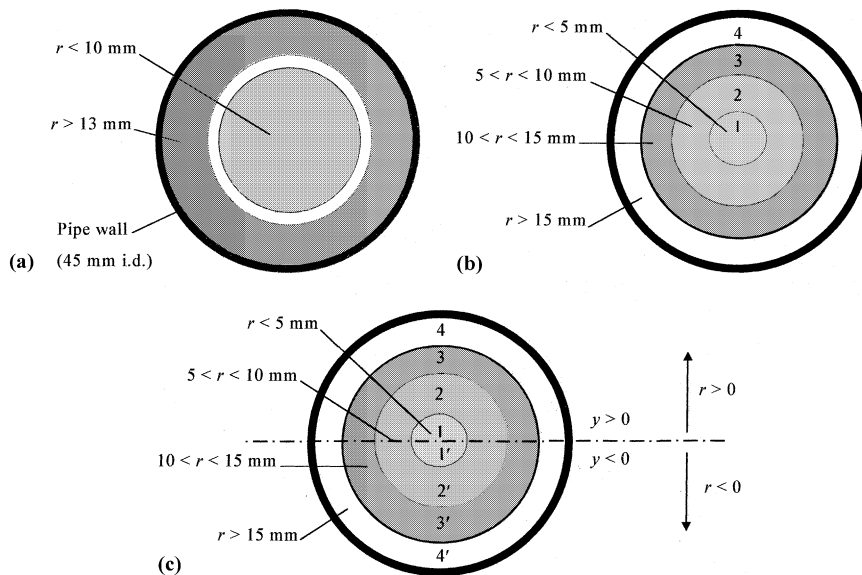 r < 10 mm
r > 13 mm
Pipe wall
(45 mm i.d.)
(a)
r < 5 mm
5 < r < 10 mm
10 < r < 15 mm
r > 15 mm
4
3
2
1
(b)
r < 5 mm
5 < r < 10 mm
10 < r < 15 mm
r > 15 mm
4
3
2
1
1'
2'
3'
4'
y > 0
y < 0
r > 0
r < 0
(c)